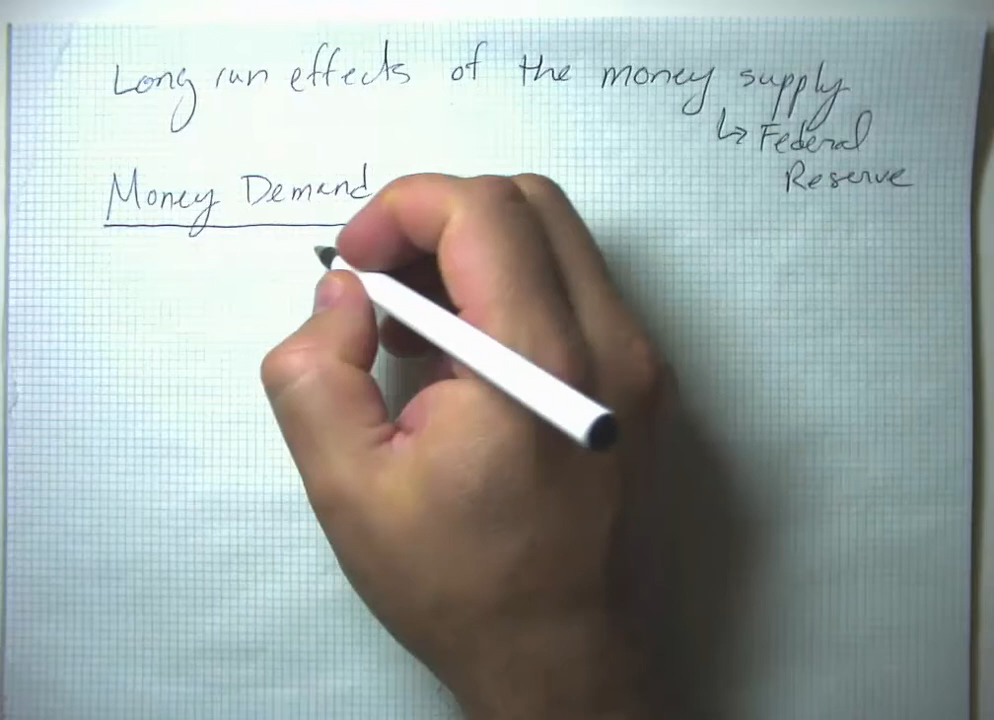 Long run effects of the money supply
↳ Federal
Reserve
Money Demand